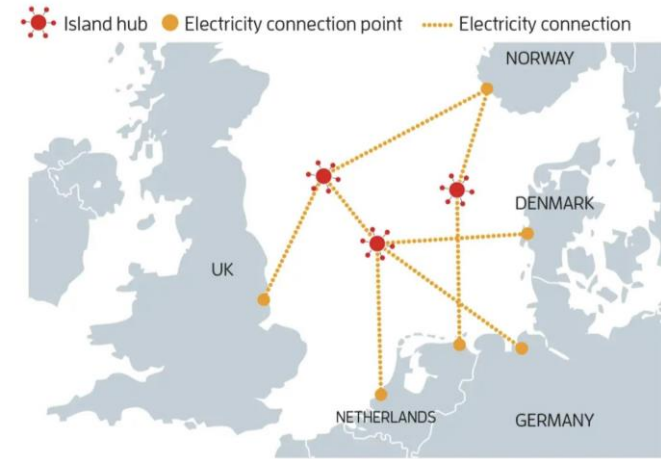 Island hub Electricity connection point Electricity connection
NORWAY
DENMARK
UK
NETHERLANDS
GERMANY